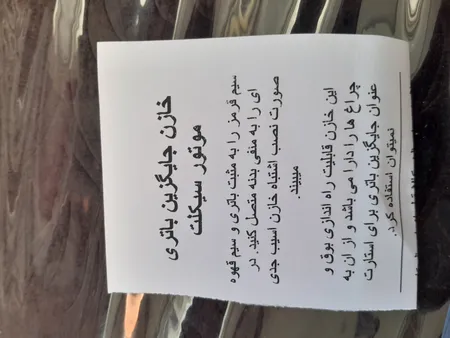 خازن جایگزین باتری
موتور سیکلت
سیم قرمز را به مثبت باتری و سیم قهوه
ای را به منفی بدنه متصل کنید. در
صورت نصب اشتباه خازن اسیب جدی
میبیند.
این خازن قابلیت راه اندازی بوق و
چراغ ها را دارا می باشد و از ان به
عنوان جایگزین باتری برای استارت
نمیتوان استفاده کرد.